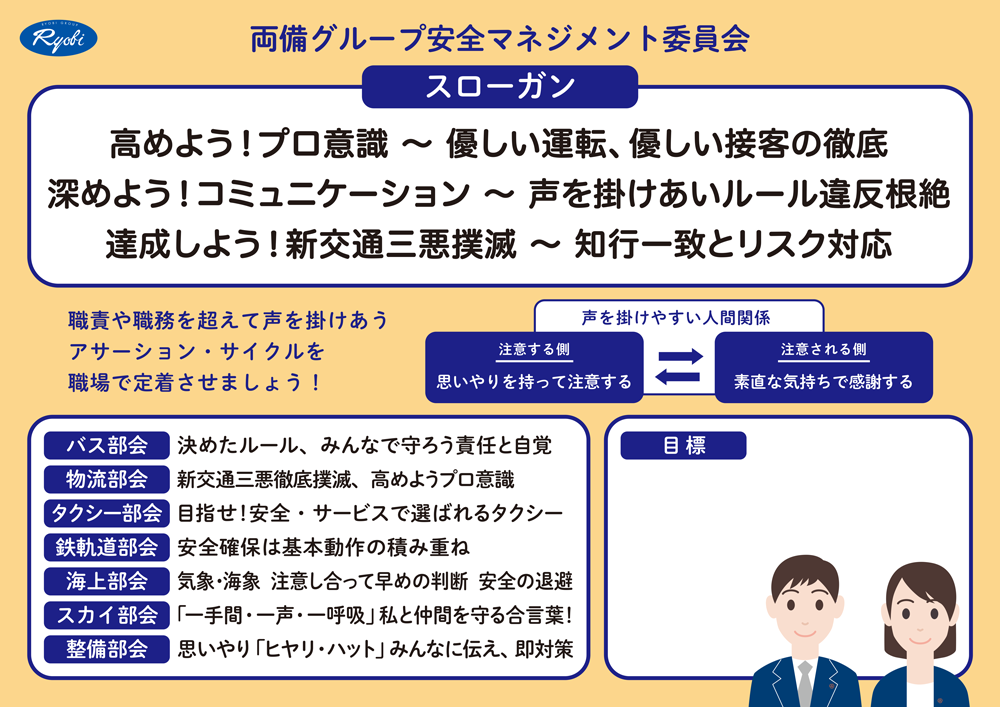 RYOBI GROUP
Ryobi
両備グループ安全マネジメント委員会
スローガン
高めよう!プロ意識 ～ 優しい運転、優しい接客の徹底
深めよう!コミュニケーション ～ 声を掛けあいルール違反根絶
達成しよう!新交通三悪撲滅 ～ 知行一致とリスク対応
職責や職務を超えて声を掛けあう
アサーション・サイクルを
職場で定着させましょう！
声を掛けやすい人間関係
注意する側
思いやりを持って注意する
注意される側
素直な気持ちで感謝する
バス部会 決めたルール、みんなで守ろう責任と自覚
物流部会 新交通三悪徹底撲滅、高めようプロ意識
タクシー部会 目指せ!安全・サービスで選ばれるタクシー
鉄軌道部会 安全確保は基本動作の積み重ね
海上部会 気象・海象 注意し合って早めの判断 安全の退避
スカイ部会 「一手間・一声・一呼吸」私と仲間を守る合言葉!
整備部会 思いやり「ヒヤリ・ハット」みんなに伝え、即対策
目標